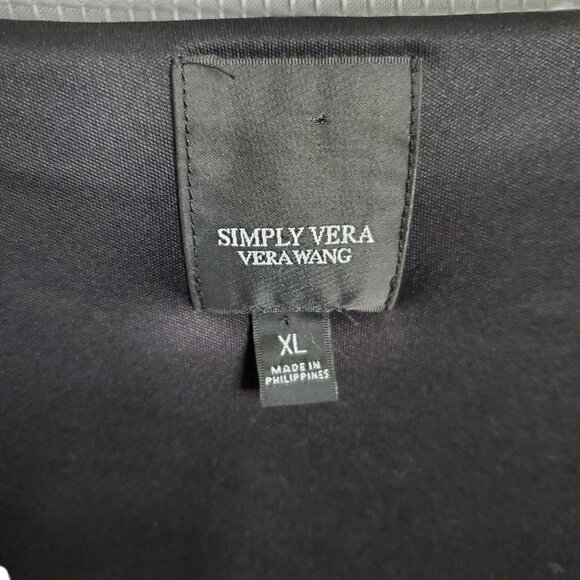 SIMPLY VERA
VERA WANG
XL
MADE IN
PHILIPPINES